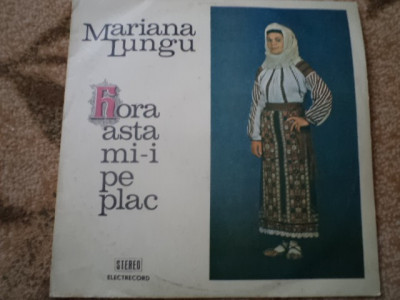 Mariana
Lungu
Hora
asta
mi-i
pe
plac
STEREO
ELECTRECORD